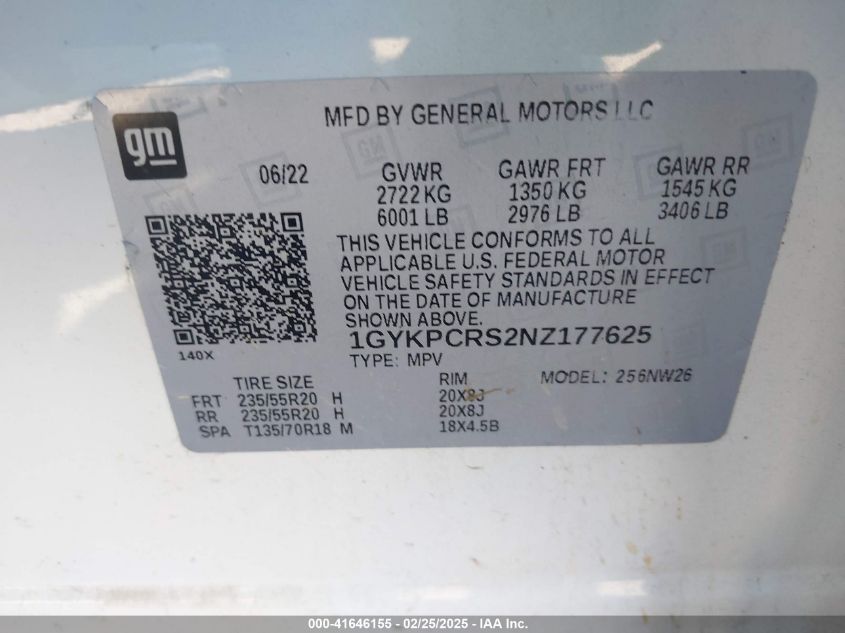 MFD BY GENERAL MOTORS LLC
gm
06/22 GVWR GAWR FRT GAWR RR
2722 KG 1350 KG 1545 KG
6001 LB 2976 LB 3406 LB
THIS VEHICLE CONFORMS TO ALL
APPLICABLE U.S. FEDERAL MOTOR
VEHICLE SAFETY STANDARDS IN EFFECT
ON THE DATE OF MANUFACTURE
SHOWN ABOVE.
1GYKPCRS2NZ177625
140X
TYPE: MPV
TIRE SIZE RIM MODEL: 256NW26
FRT 235/55R20 H 20X8J
RR 235/55R20 H 20X8J
SPA T135/70R18 M 18X4.5B
000-41646155 - 02/25/2025 - IAA Inc.